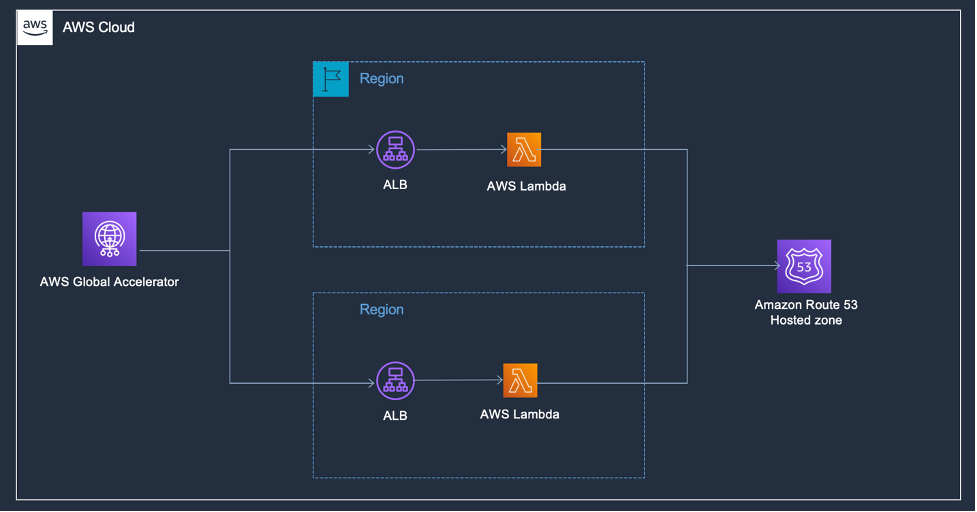 aws
AWS Cloud
Region
ALB
AWS Lambda
AWS Global Accelerator
53
Amazon Route 53
Hosted zone
Region
ALB
AWS Lambda